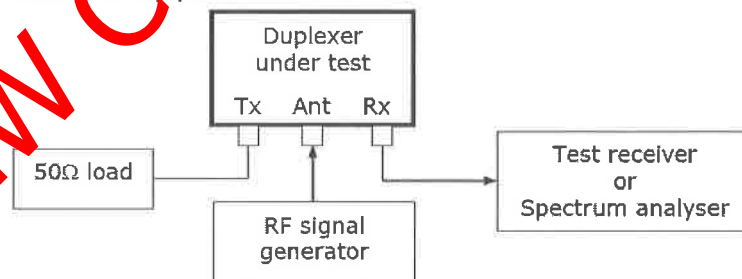 Duplexer
under test
Tx Ant Rx
50Ω load
Test receiver
or
Spectrum analyser
RF signal
generator